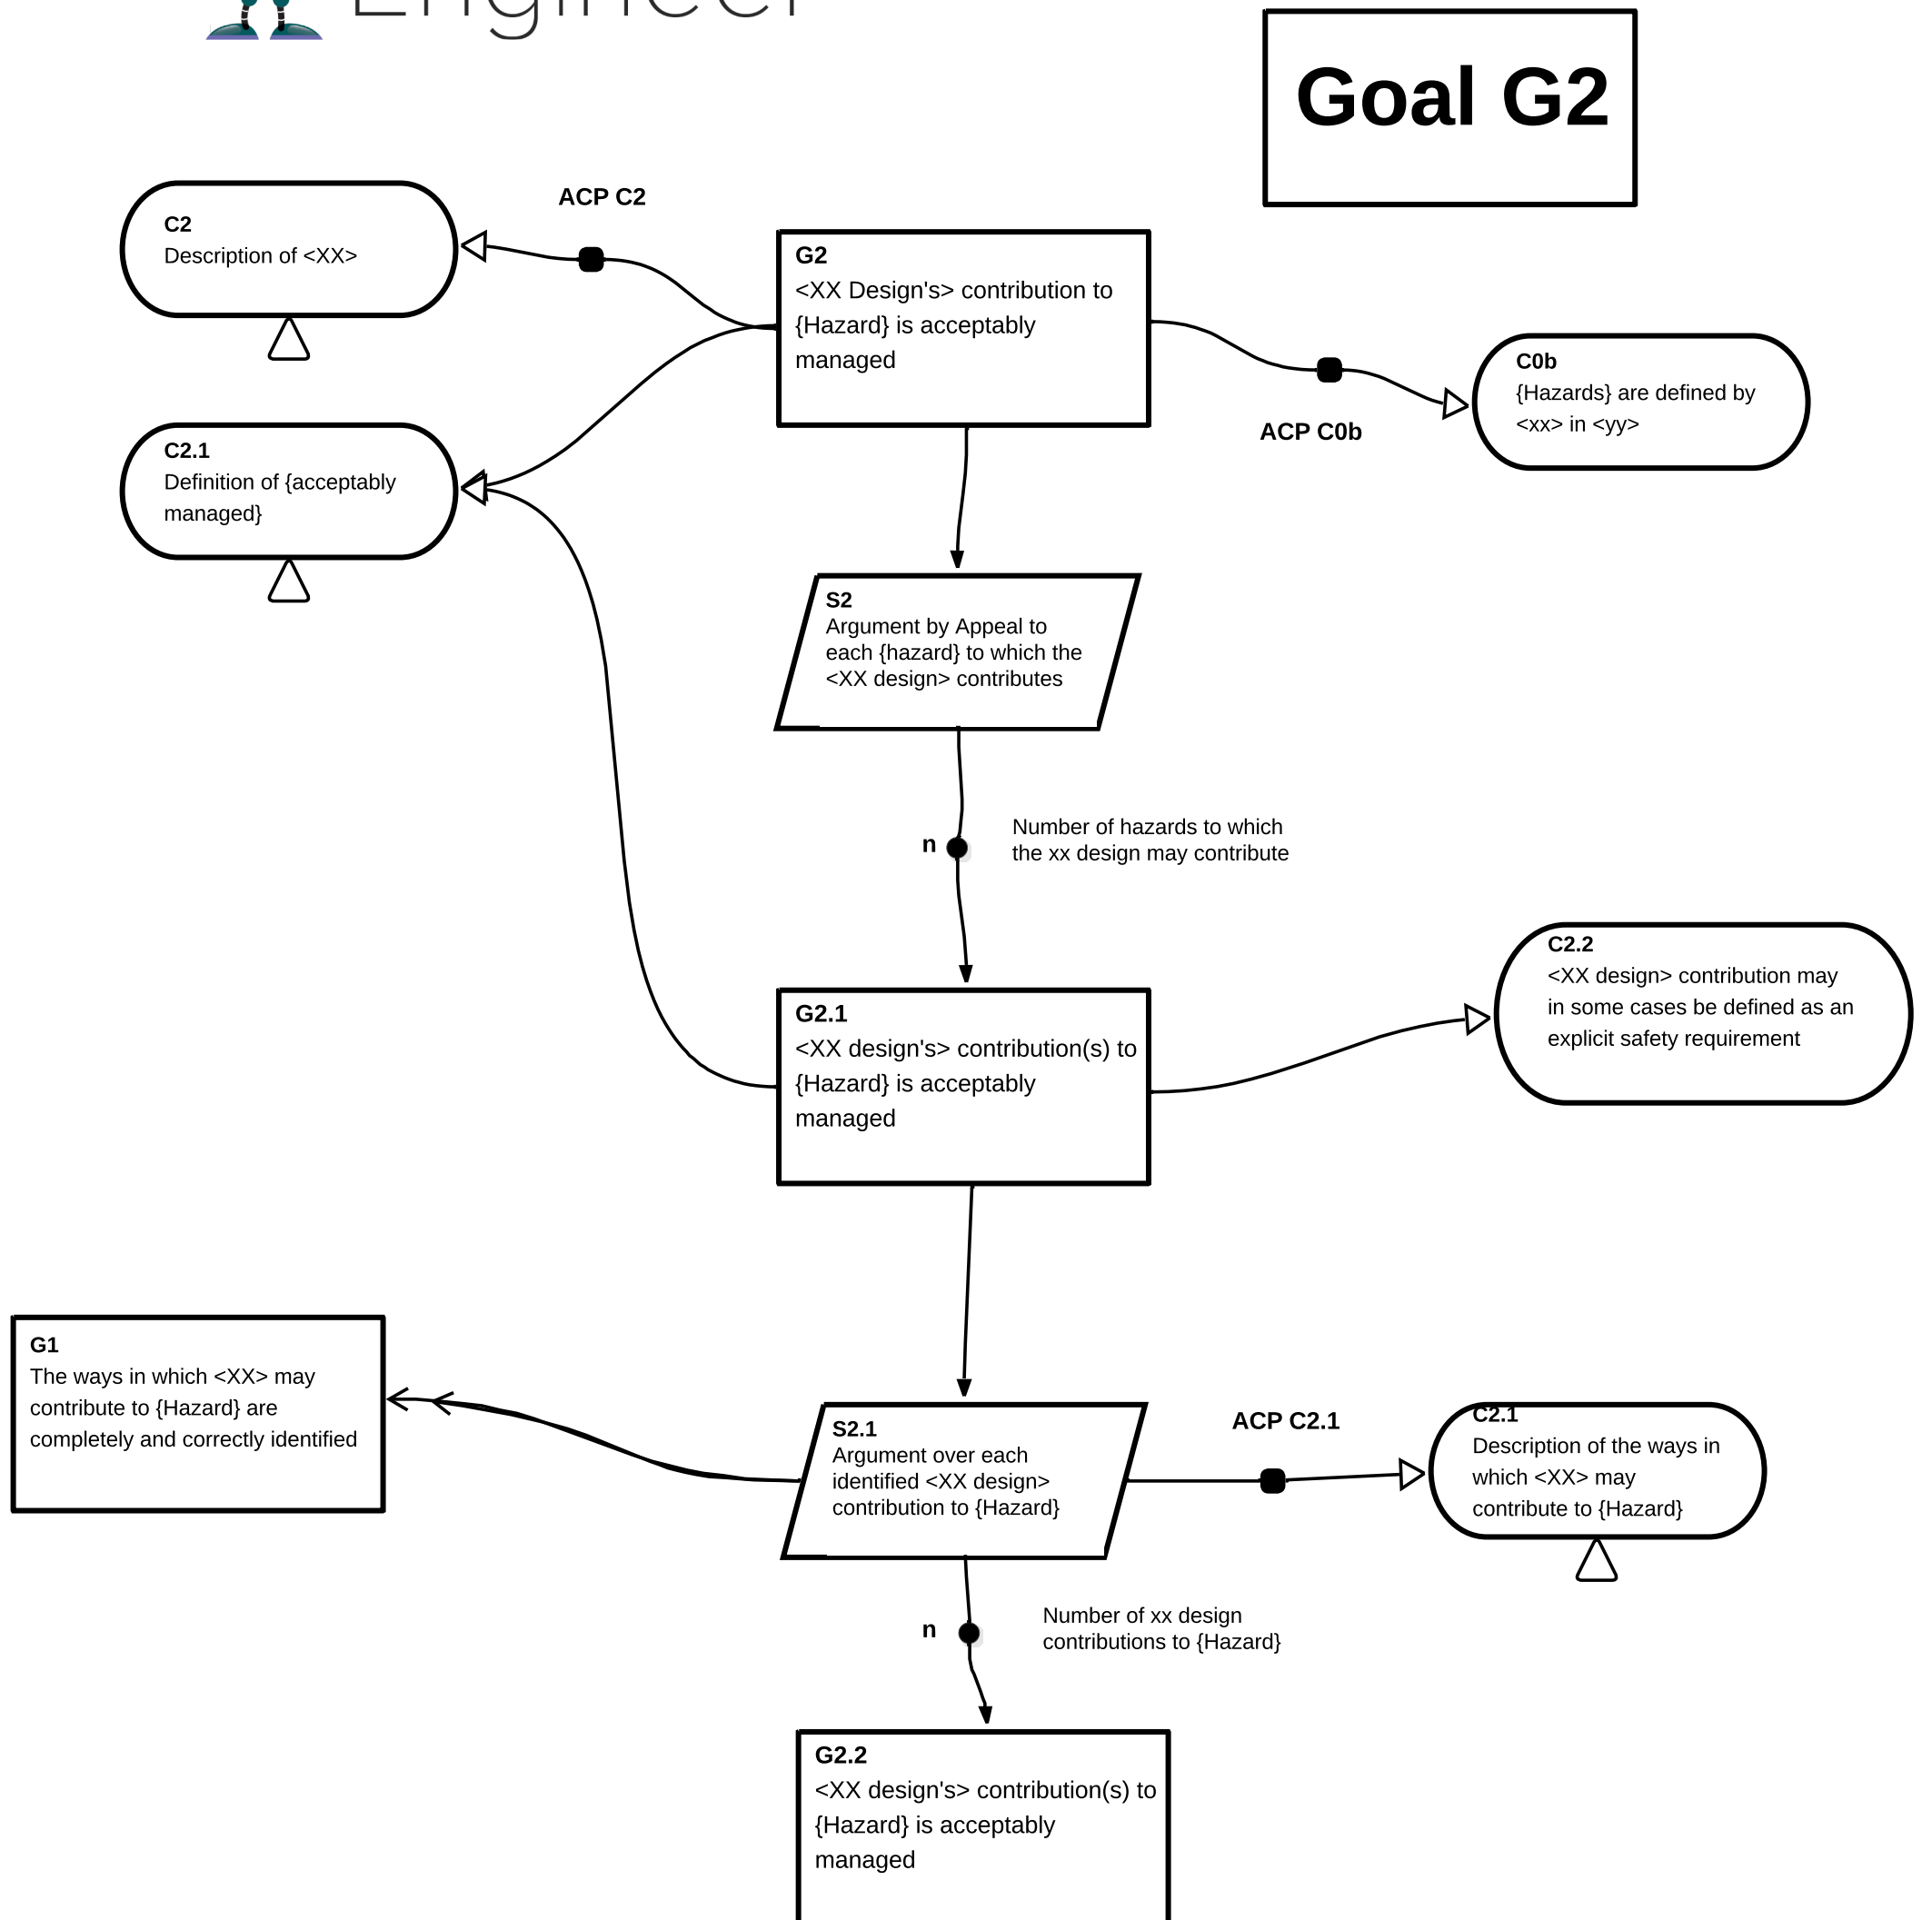 Engineer
Goal G2
ACP C2
C2
Description of <XX>
G2
<XX Design's> contribution to
{Hazard} is acceptably
managed
C0b
{Hazards} are defined by
<xx> in <yy>
ACP C0b
C2.1
Definition of {acceptably
managed}
S2
Argument by Appeal to
each {hazard} to which the
<XX design> contributes
n
Number of hazards to which
the xx design may contribute
C2.2
<XX design> contribution may
in some cases be defined as an
explicit safety requirement
G2.1
<XX design's> contribution(s) to
{Hazard} is acceptably
managed
G1
The ways in which <XX> may
contribute to {Hazard} are
completely and correctly identified
S2.1
Argument over each
identified <XX design>
contribution to {Hazard}
ACP C2.1
C2.1
Description of the ways in
which <XX> may
contribute to {Hazard}
n
Number of xx design
contributions to {Hazard}
G2.2
<XX design's> contribution(s) to
{Hazard} is acceptably
managed